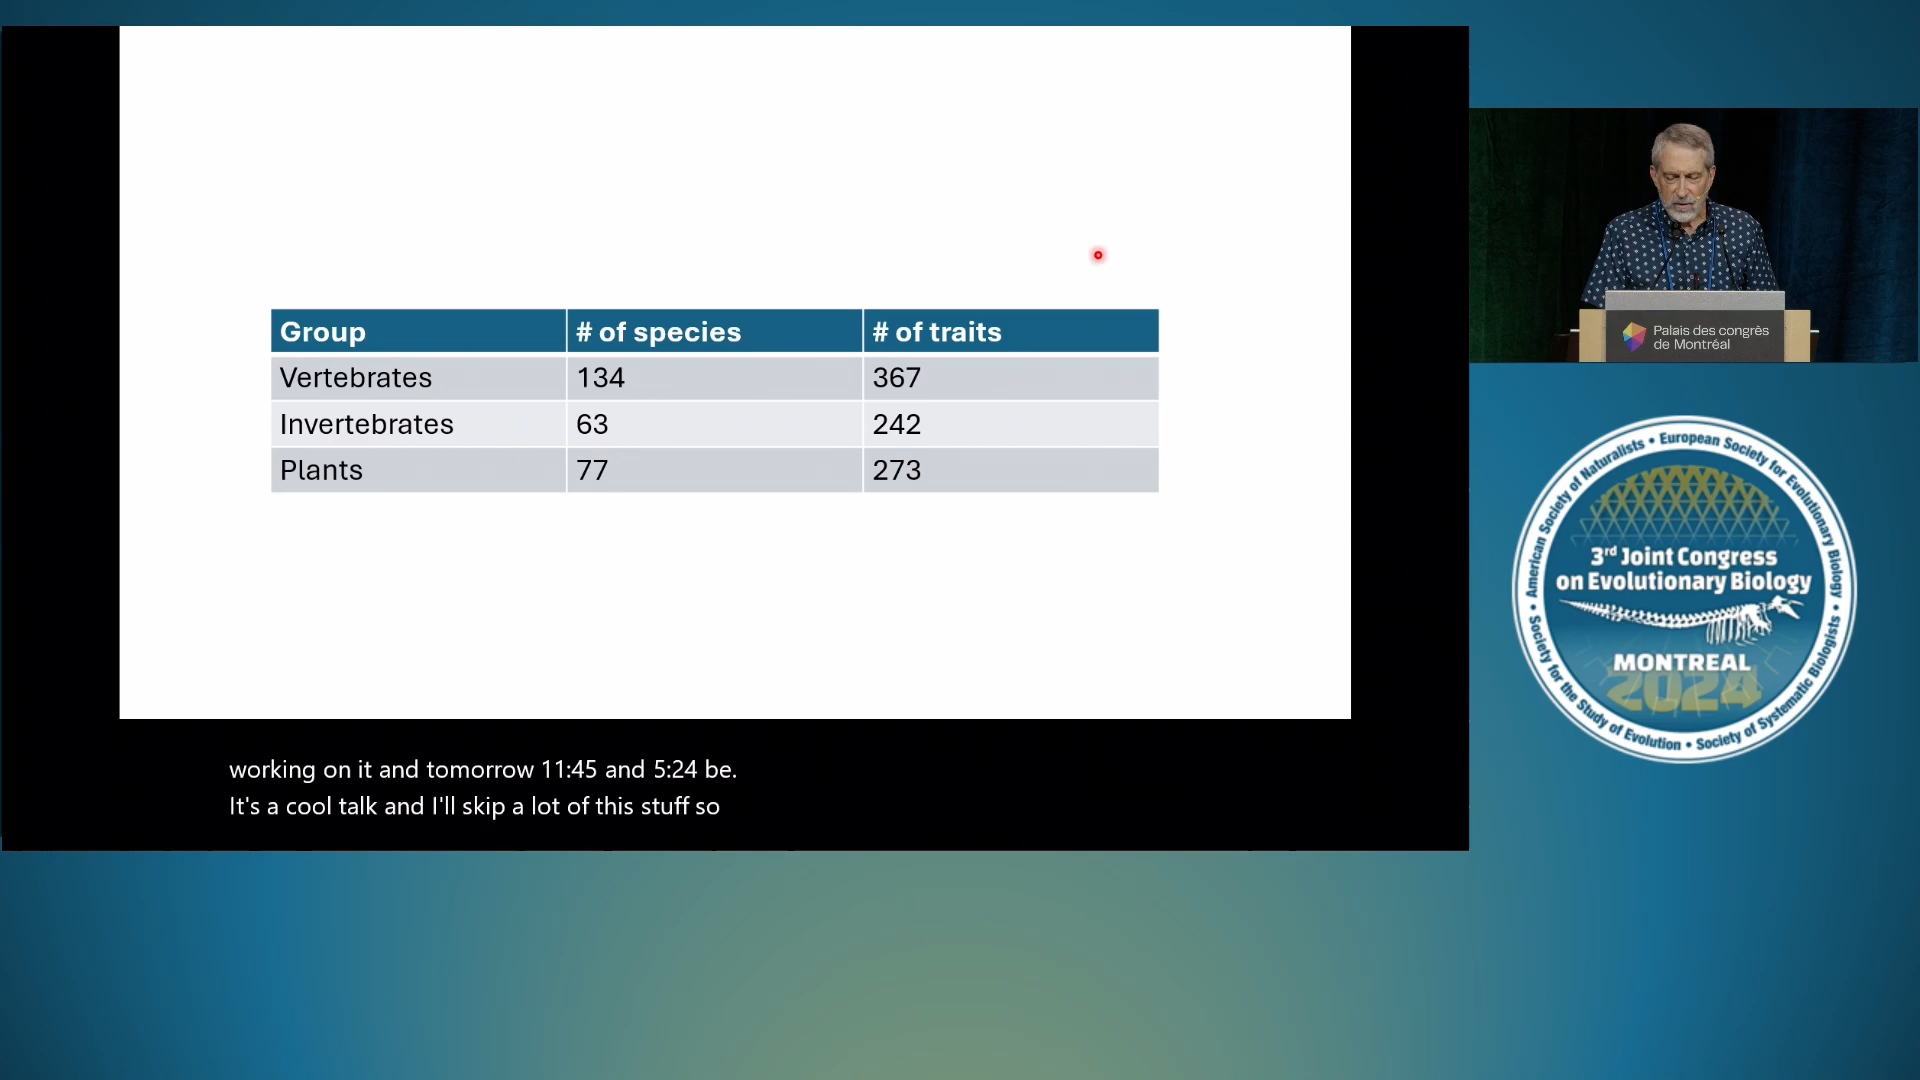 Group # of species # of traits
Vertebrates 134 367
Invertebrates 63 242
Plants 77 273
working on it and tomorrow 11:45 and 5:24 be.
It's a cool talk and I'll skip a lot of this stuff so
Palais des congrès
de Montréal
American Society of Naturalists • European Society for Evolutionary Biology •
Society for the Study of Evolution • Society of Systematic Biologists •
3rd Joint Congress
on Evolutionary Biology
MONTREAL
2024